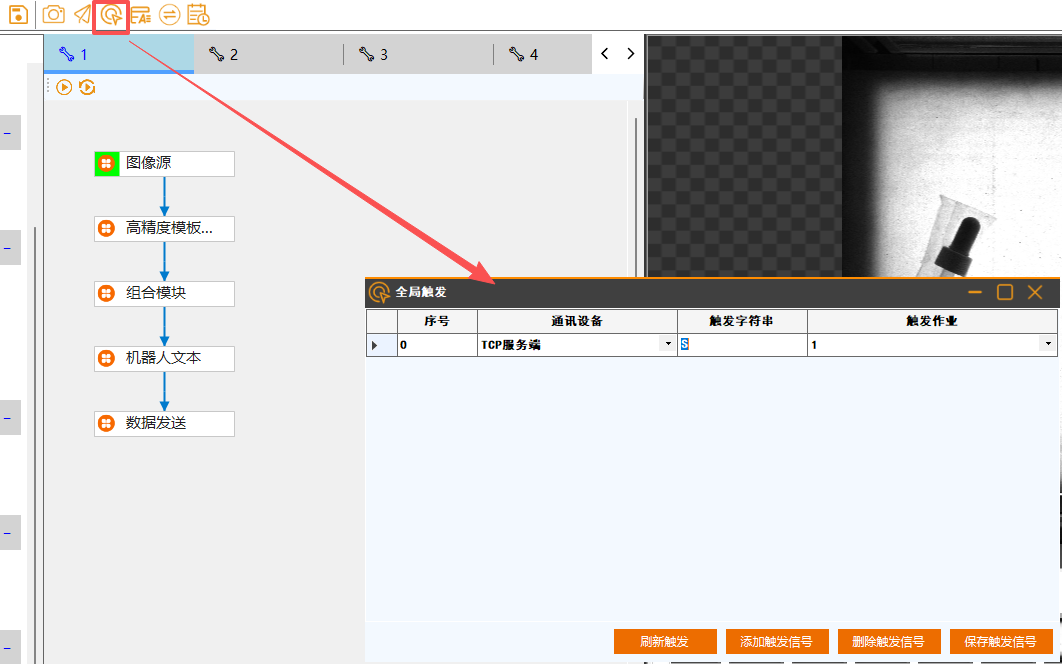 1
2
3
4
图像源
高精度模板...
组合模块
机器人文本
数据发送
全局触发
序号 通讯设备 触发字符串 触发作业
0 TCP服务端 S 1
刷新触发 添加触发信号 删除触发信号 保存触发信号